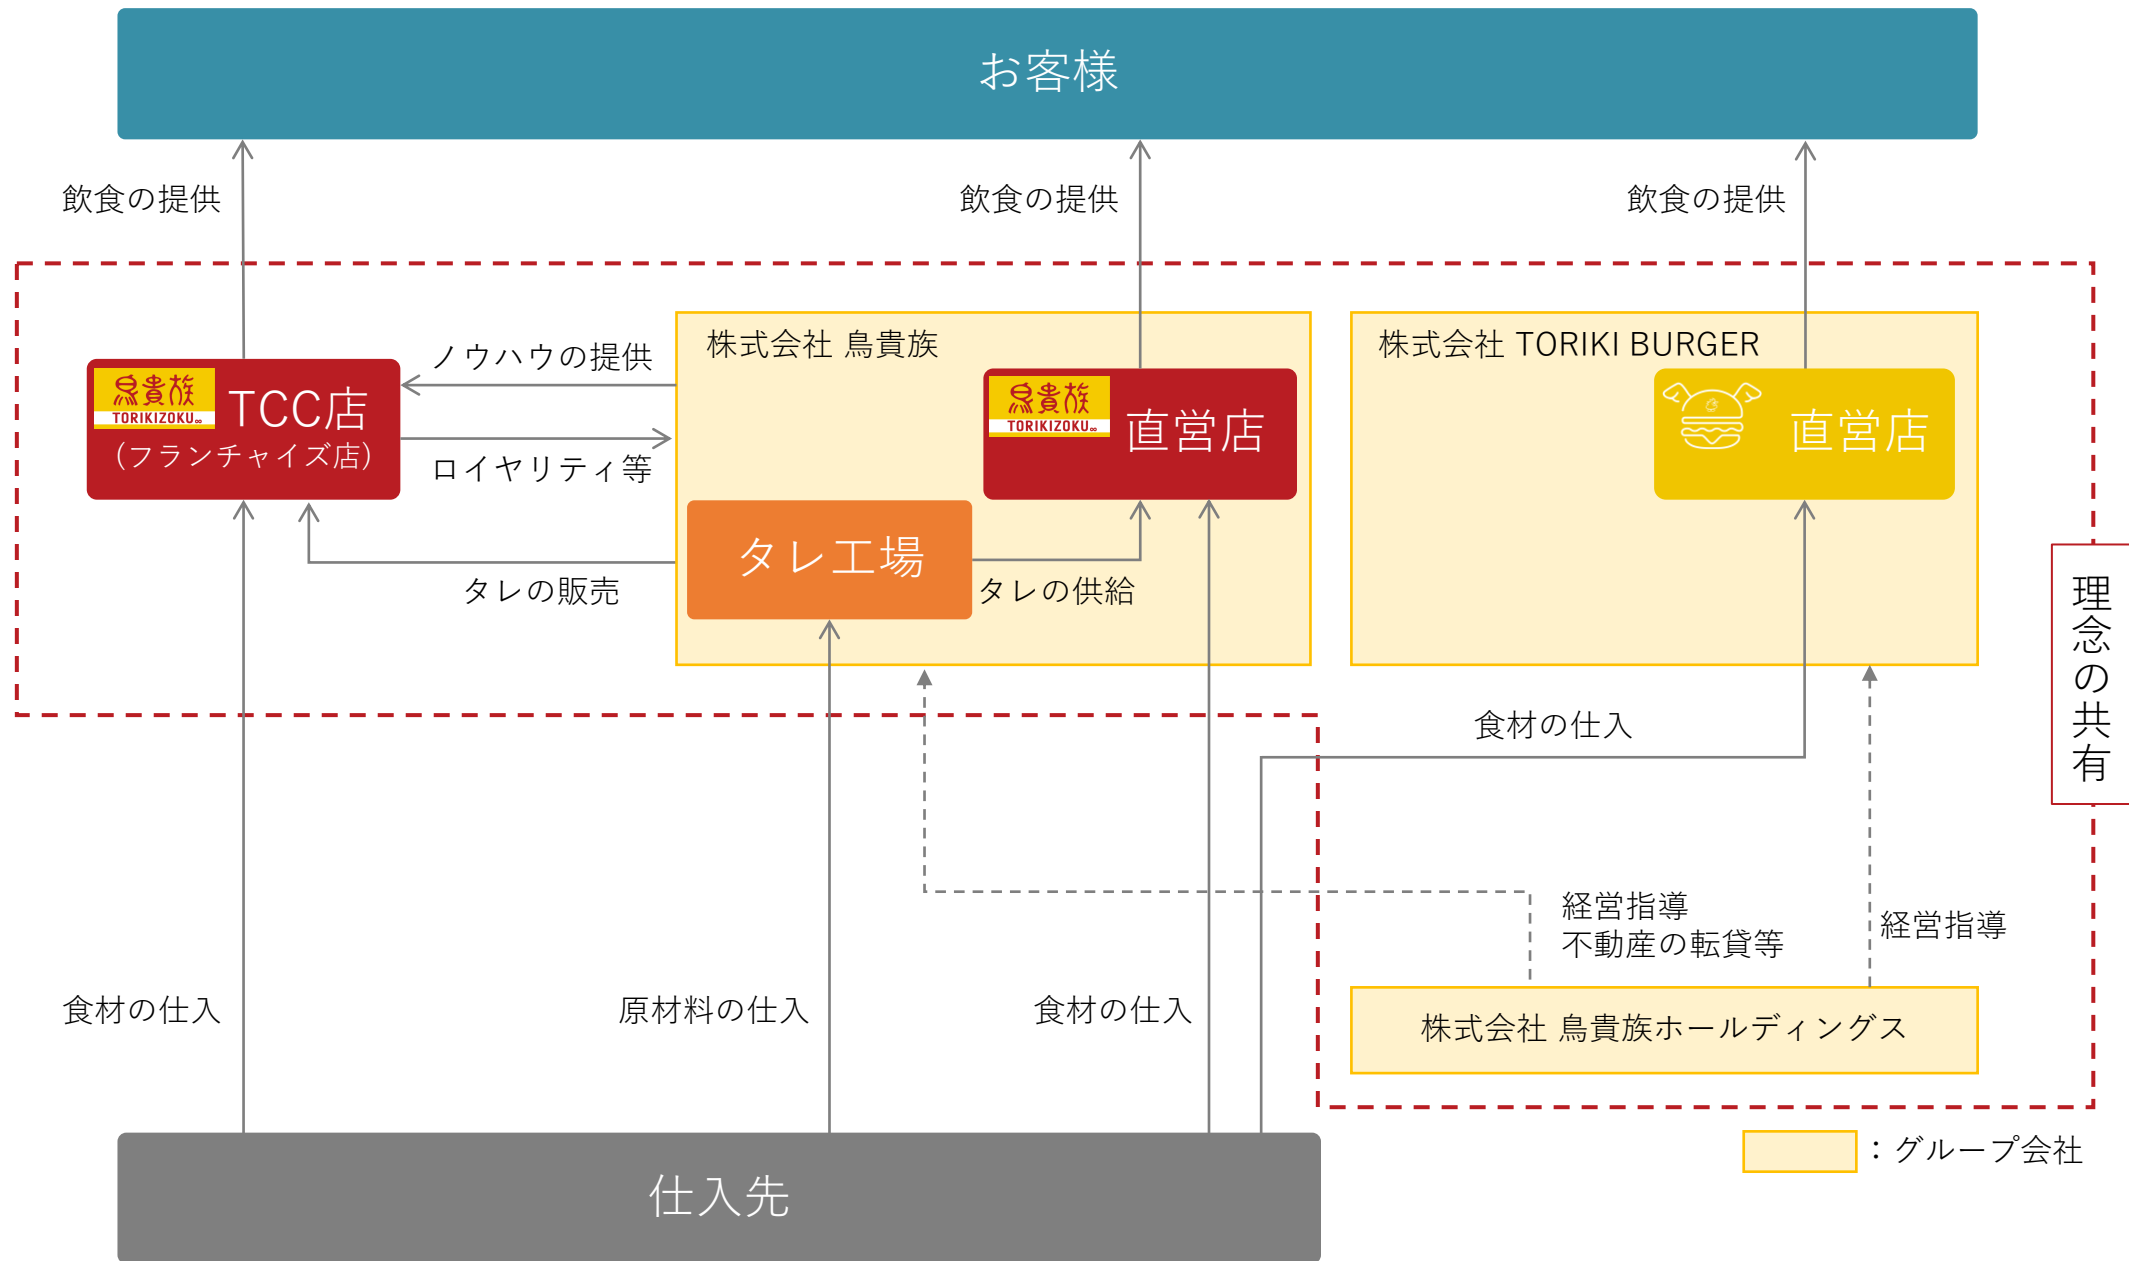 お客様
飲食の提供
飲食の提供
飲食の提供
株式会社 鳥貴族
株式会社 TORIKI BURGER
ノウハウの提供
鳥貴族
TORIKIZOKU
TCC店
(フランチャイズ店)
ロイヤリティ等
鳥貴族
TORIKIZOKU
直営店
直営店
タレ工場
タレの販売
タレの供給
理念の共有
食材の仕入
経営指導
不動産の転貸等
経営指導
食材の仕入
原材料の仕入
食材の仕入
株式会社 鳥貴族ホールディングス
：グループ会社
仕入先